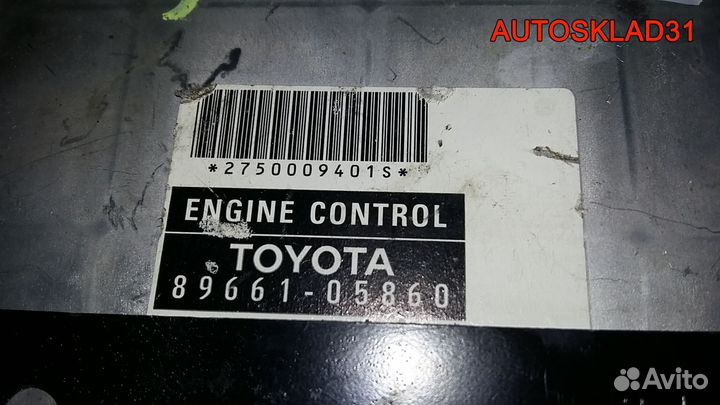 AUTOSKLAD31
*2750009401S*
ENGINE CONTROL
TOYOTA
89661-05860
Avito